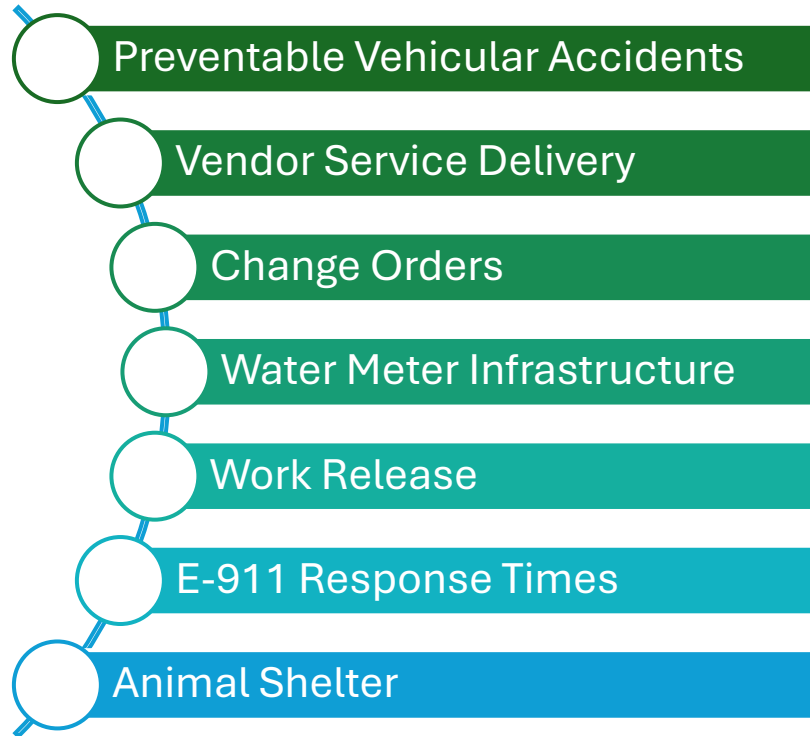 Preventable Vehicular Accidents
Vendor Service Delivery
Change Orders
Water Meter Infrastructure
Work Release
E-911 Response Times
Animal Shelter